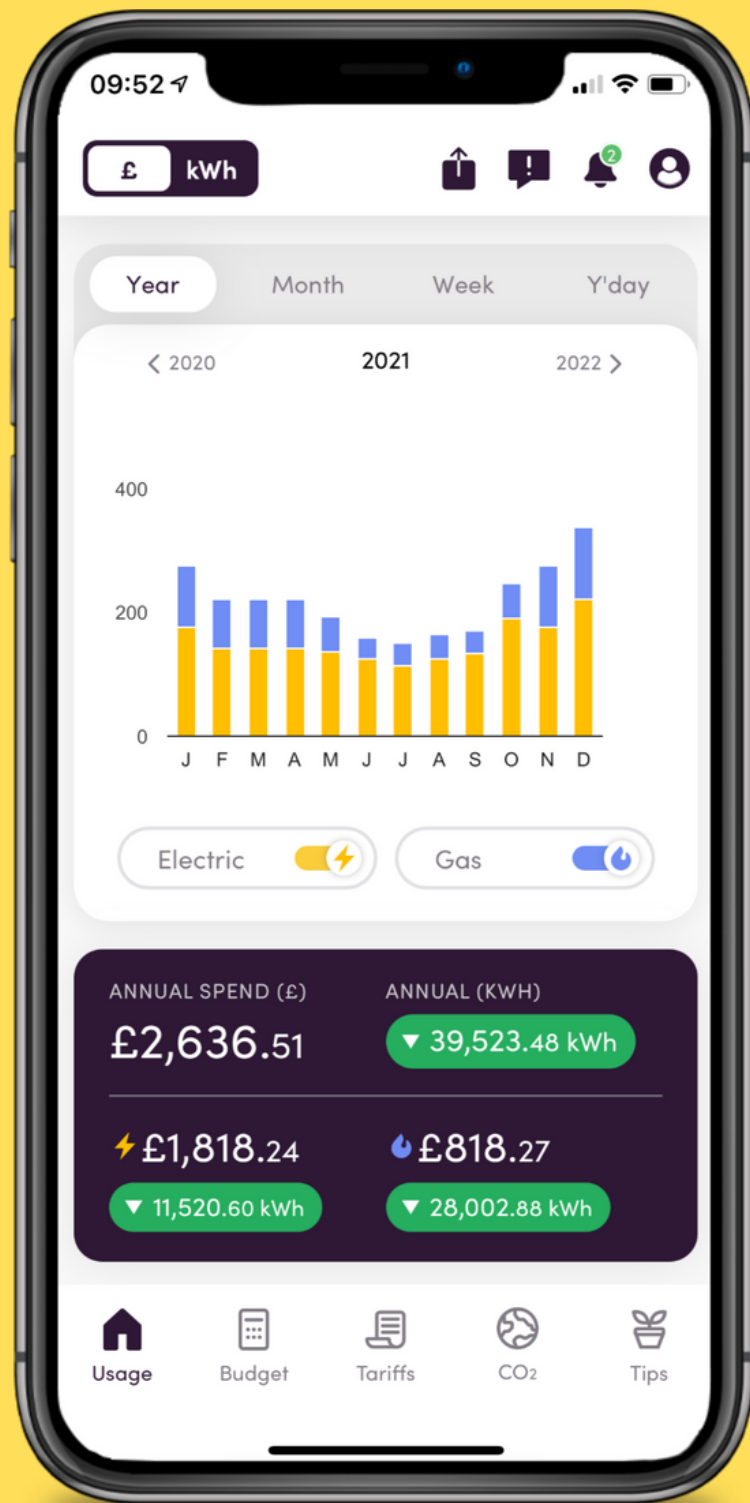 09:52
£ kWh
2
Year Month Week Y'day
< 2020 2021 2022 >
400
200
0
J F M A M J J A S O N D
Electric Gas
ANNUAL SPEND (£) ANNUAL (KWH)
£2,636.51 ▼ 39,523.48 kWh
£1,818.24 £818.27
▼ 11,520.60 kWh ▼ 28,002.88 kWh
Usage Budget Tariffs CO₂ Tips